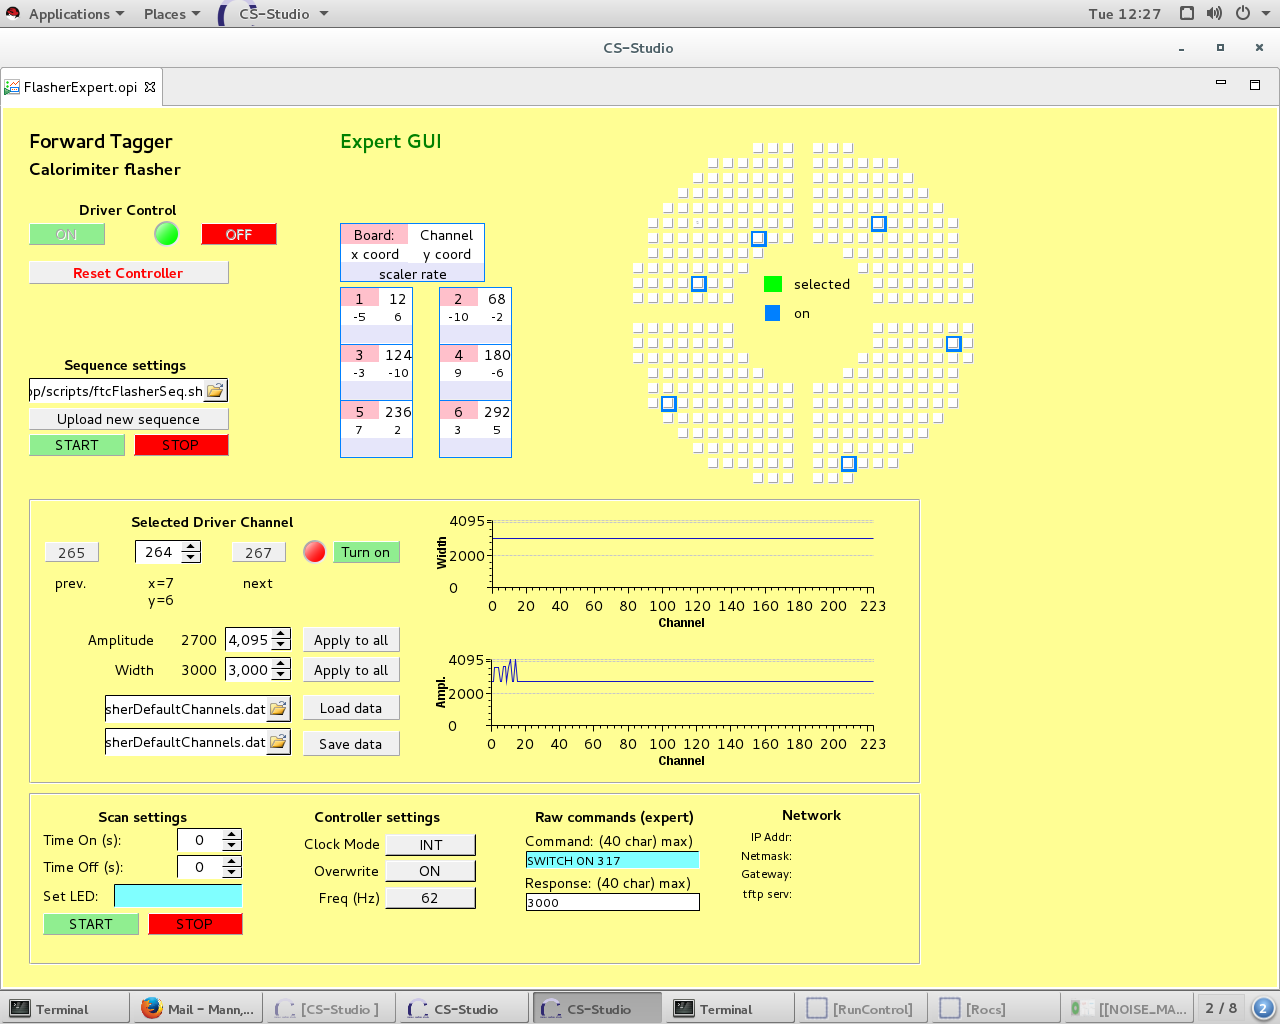 Applications Places CS-Studio Tue 12:27
CS-Studio
FlasherExpert.opi
Forward Tagger
Calorimiter flasher
Expert GUI
Driver Control
ON OFF
Reset Controller
Board: Channel
x coord y coord
scaler rate
1 12 2 68
-5 6 -10 -2
3 124 4 180
-3 -10 9 -6
5 236 6 292
7 2 3 5
selected
on
Sequence settings
pp/scripts/ftcFlasherSeq.sh
Upload new sequence
START STOP
Selected Driver Channel
265 264 267 Turn on
prev. x=7 next
y=6
Amplitude 2700 4,095 Apply to all
Width 3000 3,000 Apply to all
sherDefaultChannels.dat Load data
sherDefaultChannels.dat Save data
4095
2000
0
Width
0 20 40 60 80 100 120 140 160 180 200 223
Channel
4095
2000
0
Ampl.
0 20 40 60 80 100 120 140 160 180 200 223
Channel
Scan settings
Time On (s): 0
Time Off (s): 0
Set LED:
START STOP
Controller settings
Clock Mode INT
Overwrite ON
Freq (Hz) 62
Raw commands (expert)
Command: (40 char) max)
SWITCH ON 317
Response: (40 char) max)
3000
Network
IP Addr:
Netmask:
Gateway:
tftp serv:
Terminal Mail - Mann,... [CS-Studio ] CS-Studio CS-Studio Terminal [RunControl] [Rocs] [[NOISE_MA... 2 / 8 2